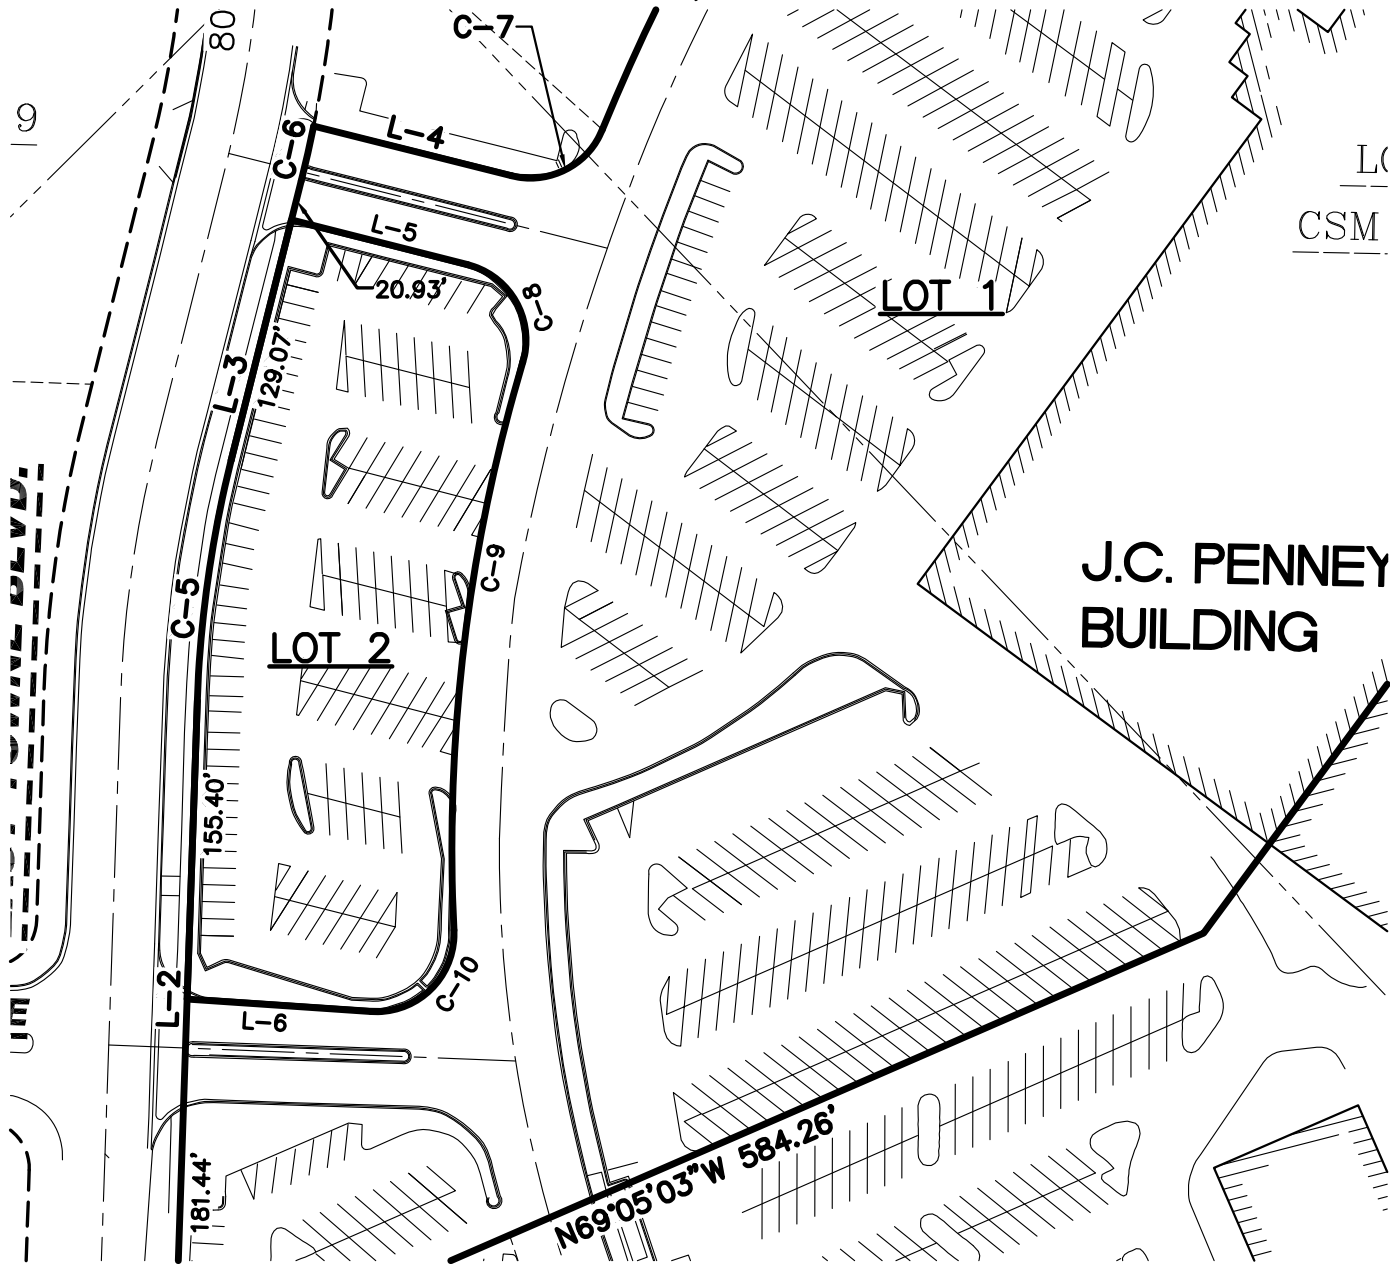 80
C-7
9
C-6
L-4
LOT 1
CSM
L-5
20.93'
C-8
L-3
129.07'
BLVD.
C-9
C-5
J.C. PENNEY
BUILDING
LOT 2
155.40'
L-2
C-10
L-6
N69°05'03"W 584.26'
181.44'